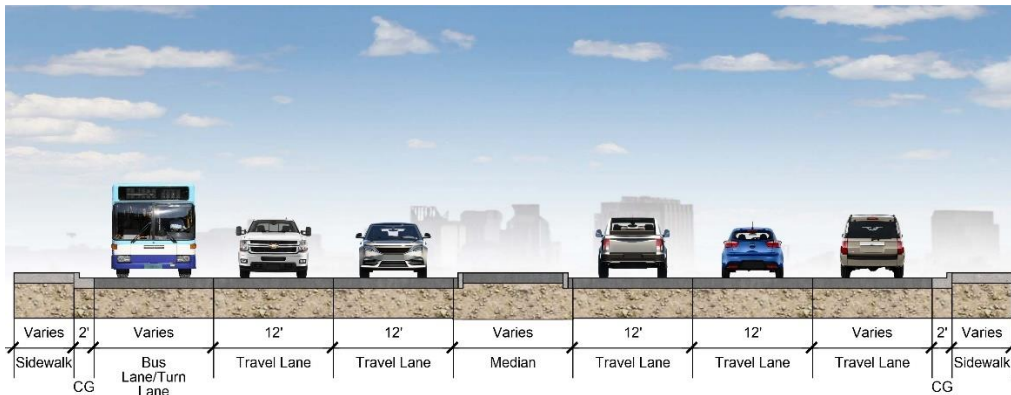 Varies 2' Varies 12' 12' Varies 12' 12' Varies 2' Varies
Sidewalk Bus Travel Lane Travel Lane Median Travel Lane Travel Lane Travel Lane Sidewalk
Lane/Turn
CG Lane CG